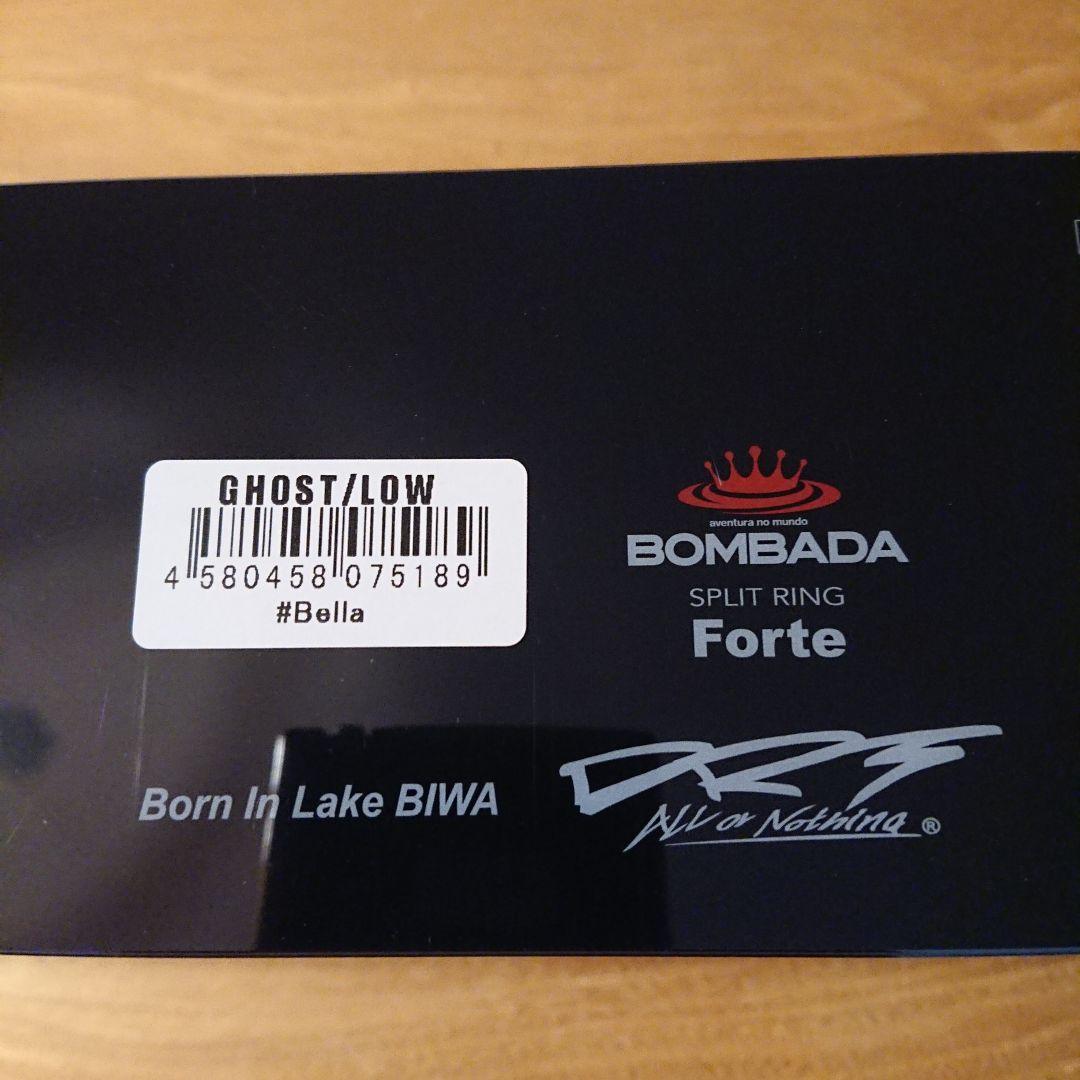 GHOST/LOW
4 580458 075189
#Bella
aventura no mundo
BOMBADA
SPLIT RING
Forte
Born In Lake BIWA
DRT
ALL or Nothing ®